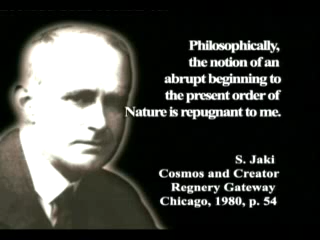 Philosophically,
the notion of an
abrupt beginning to
the present order of
Nature is repugnant to me.
S. Jaki
Cosmos and Creator
Regnery Gateway
Chicago, 1980, p. 54